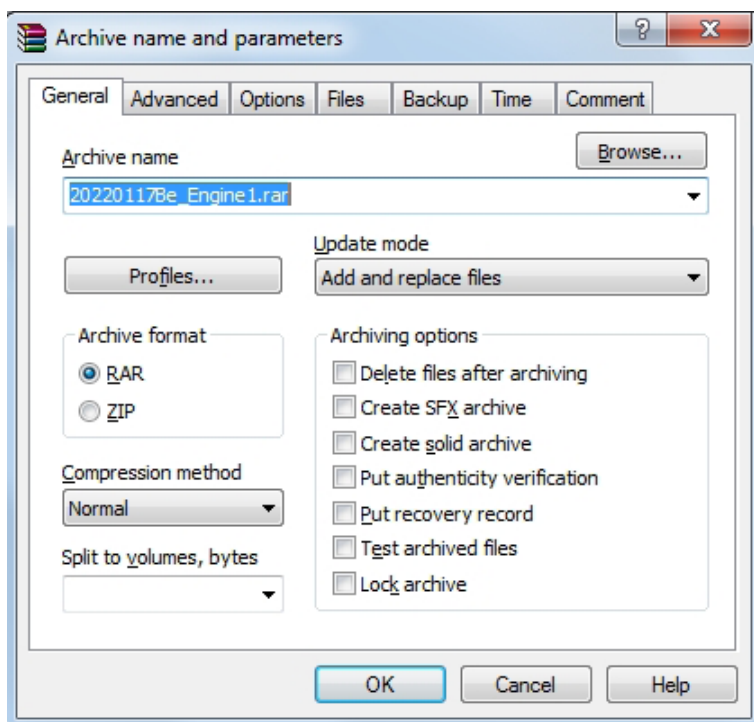 Archive name and parameters
General Advanced Options Files Backup Time Comment
Archive name
Browse...
20220117Be_Engine1.rar
Update mode
Profiles...
Add and replace files
Archive format
RAR
ZIP
Archiving options
Delete files after archiving
Create SFX archive
Create solid archive
Put authenticity verification
Put recovery record
Test archived files
Lock archive
Compression method
Normal
Split to volumes, bytes
OK Cancel Help